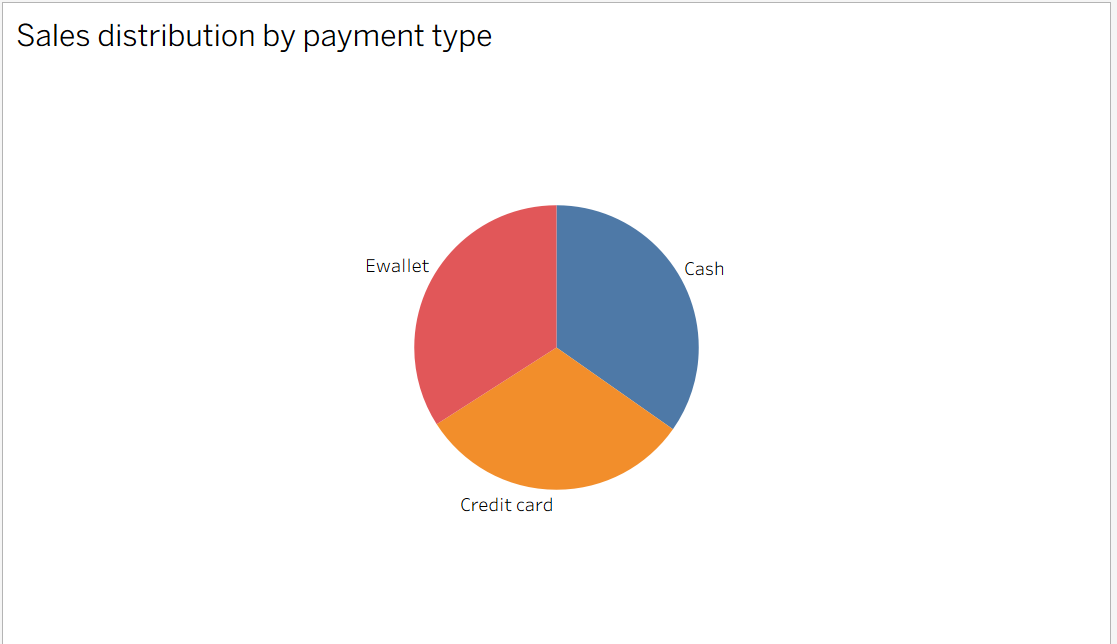 Sales distribution by payment type
Ewallet
Cash
Credit card